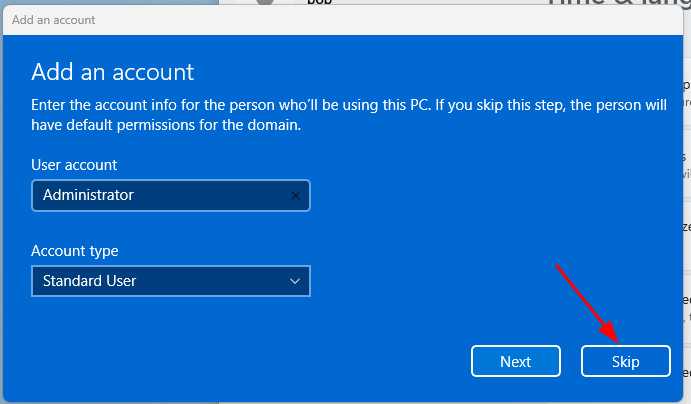 bob
Add an account
Add an account
Enter the account info for the person who'll be using this PC. If you skip this step, the person will
have default permissions for the domain.
User account
Administrator
Account type
Standard User
Next
Skip